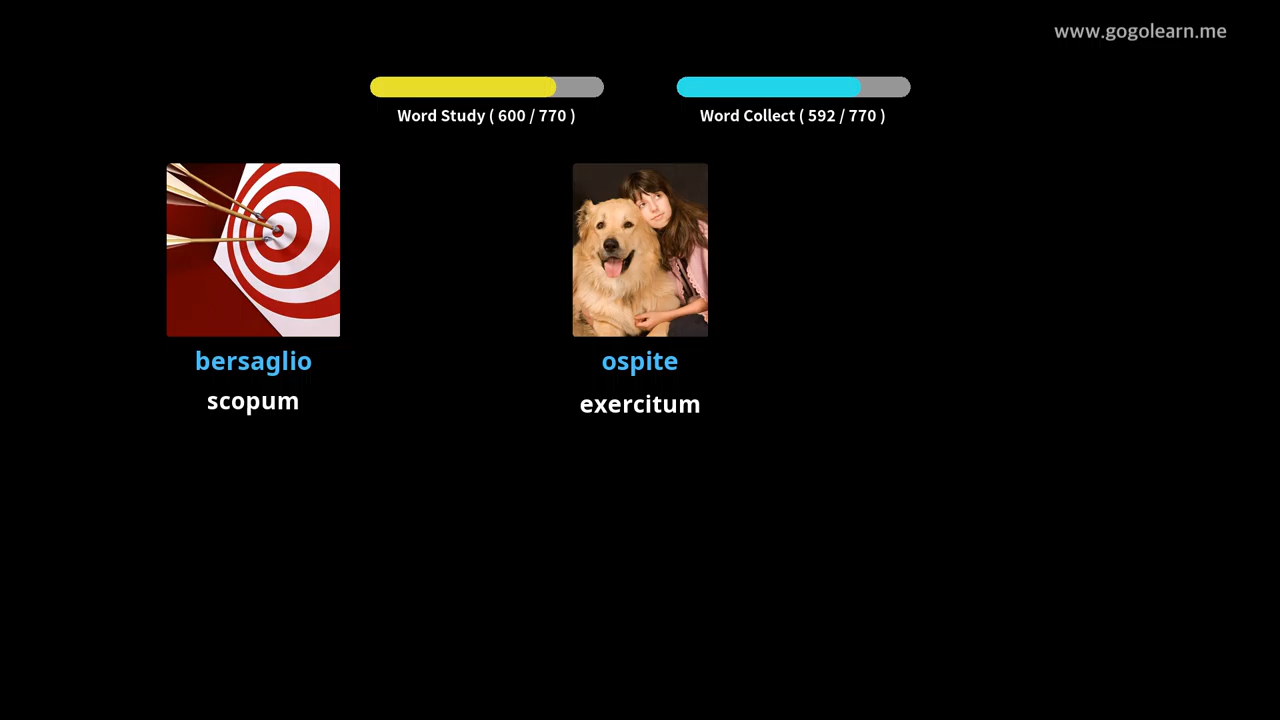 www.gogolearn.me
Word Study ( 600 / 770 )
Word Collect ( 592 / 770 )
bersaglio
scopum
ospite
exercitum